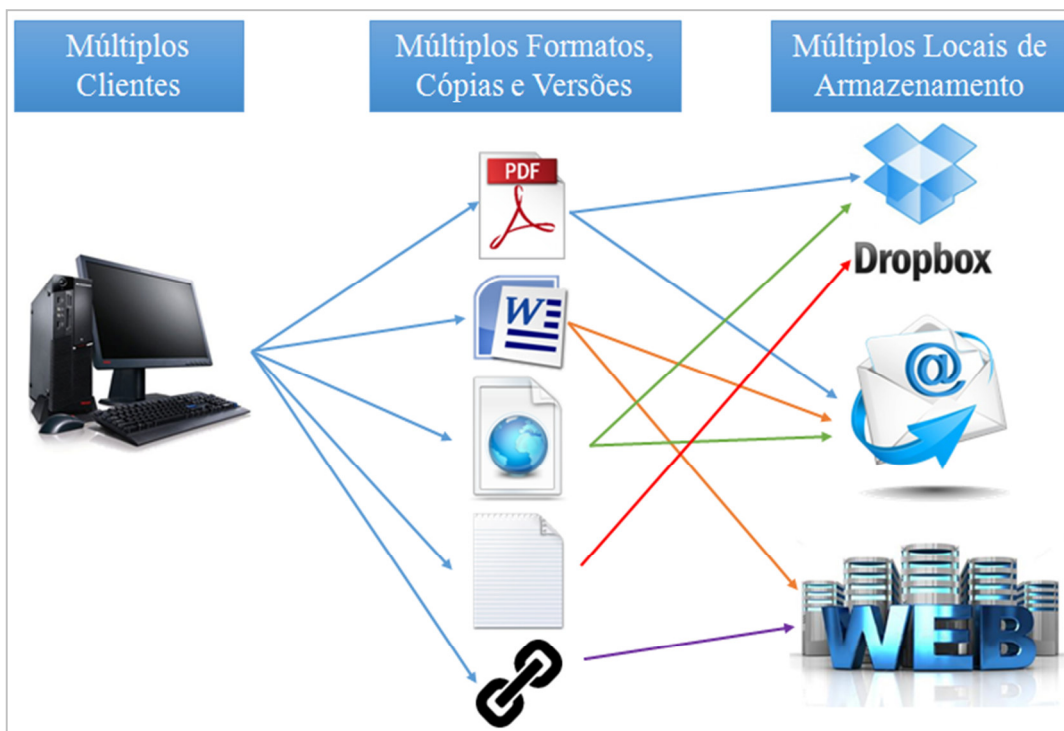 Múltiplos
Clientes
Múltiplos Formatos,
Cópias e Versões
Múltiplos Locais de
Armazenamento
PDF
W
Dropbox
@
WEB